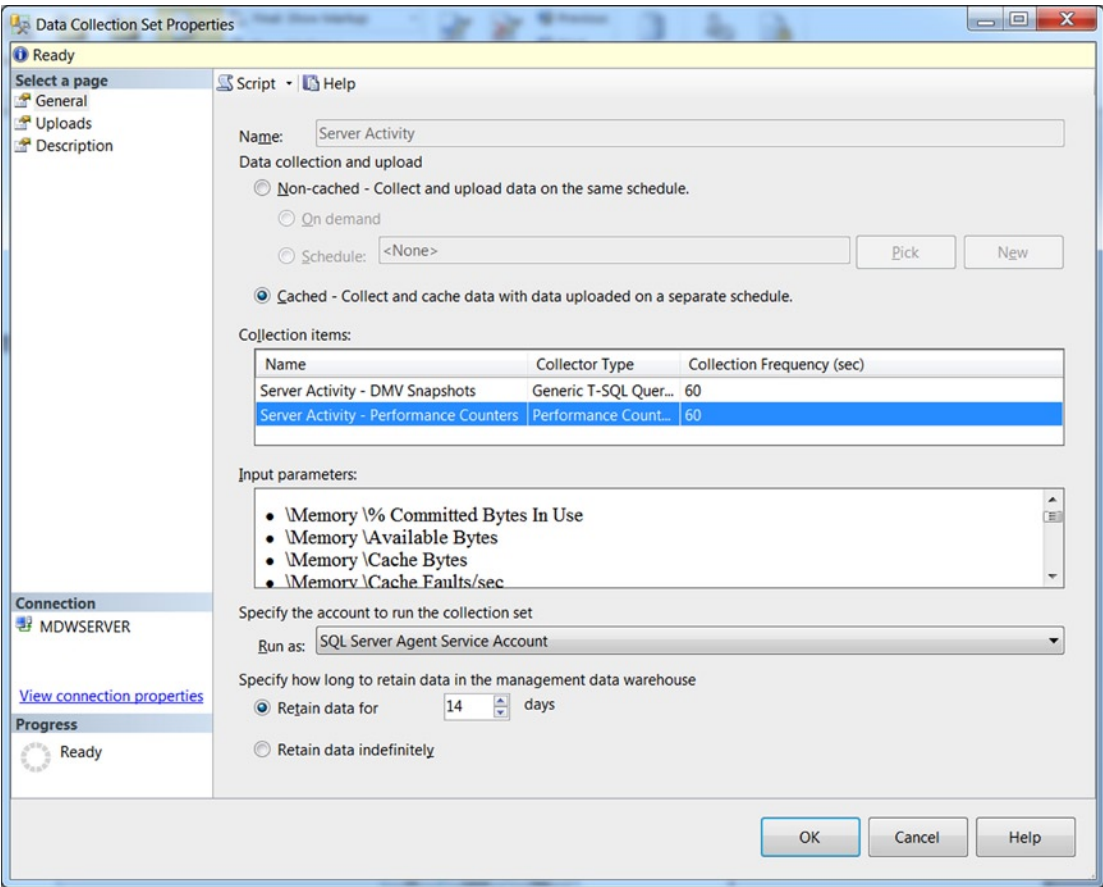 Data Collection Set Properties
Ready
Select a page
General
Uploads
Description
Script
Help
Name: Server Activity
Data collection and upload
Non-cached - Collect and upload data on the same schedule.
On demand
Schedule: <None> Pick New
Cached - Collect and cache data with data uploaded on a separate schedule.
Collection items:
Name Collector Type Collection Frequency (sec)
Server Activity - DMV Snapshots Generic T-SQL Quer... 60
Server Activity - Performance Counters Performance Count... 60
Input parameters:
• \Memory \% Committed Bytes In Use
• \Memory \Available Bytes
• \Memory \Cache Bytes
• \Memory \Cache Faults/sec
Connection
MDWSERVER
View connection properties
Progress
Ready
Specify the account to run the collection set
Run as: SQL Server Agent Service Account
Specify how long to retain data in the management data warehouse
Retain data for 14 days
Retain data indefinitely
OK Cancel Help